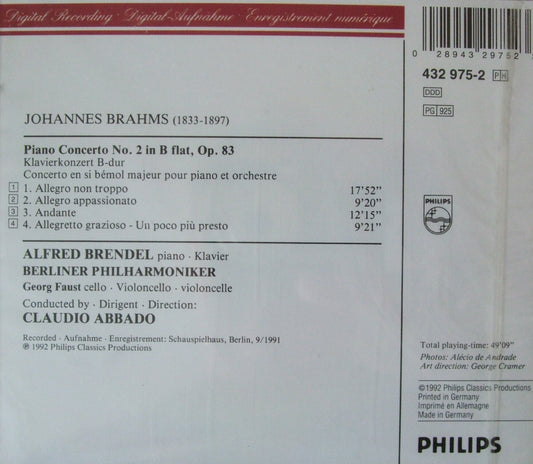 Digital Recording · Digital-Aufnahme · Enregistrement numérique
JOHANNES BRAHMS (1833-1897)
Piano Concerto No. 2 in B flat, Op. 83
Klavierkonzert B-dur
Concerto en si bémol majeur pour piano et orchestre
1 1. Allegro non troppo 17'52"
2 2. Allegro appassionato 9'20"
3 3. Andante 12'15"
4 4. Allegretto grazioso - Un poco più presto 9'21"
ALFRED BRENDEL piano · Klavier
BERLINER PHILHARMONIKER
Georg Faust cello · Violoncello · violoncelle
Conducted by · Dirigent · Direction:
CLAUDIO ABBADO
Recorded · Aufnahme · Enregistrement: Schauspielhaus, Berlin, 9/1991
℗ 1992 Philips Classics Productions
0 28943 29752
432 975-2 PH
DDD
PG 925
PHILIPS
Total playing-time: 49'09"
Photos: Alécio de Andrade
Art direction: George Cramer
©1992 Philips Classics Productions
Printed in Germany
Imprimé en Allemagne
Made in Germany
PHILIPS